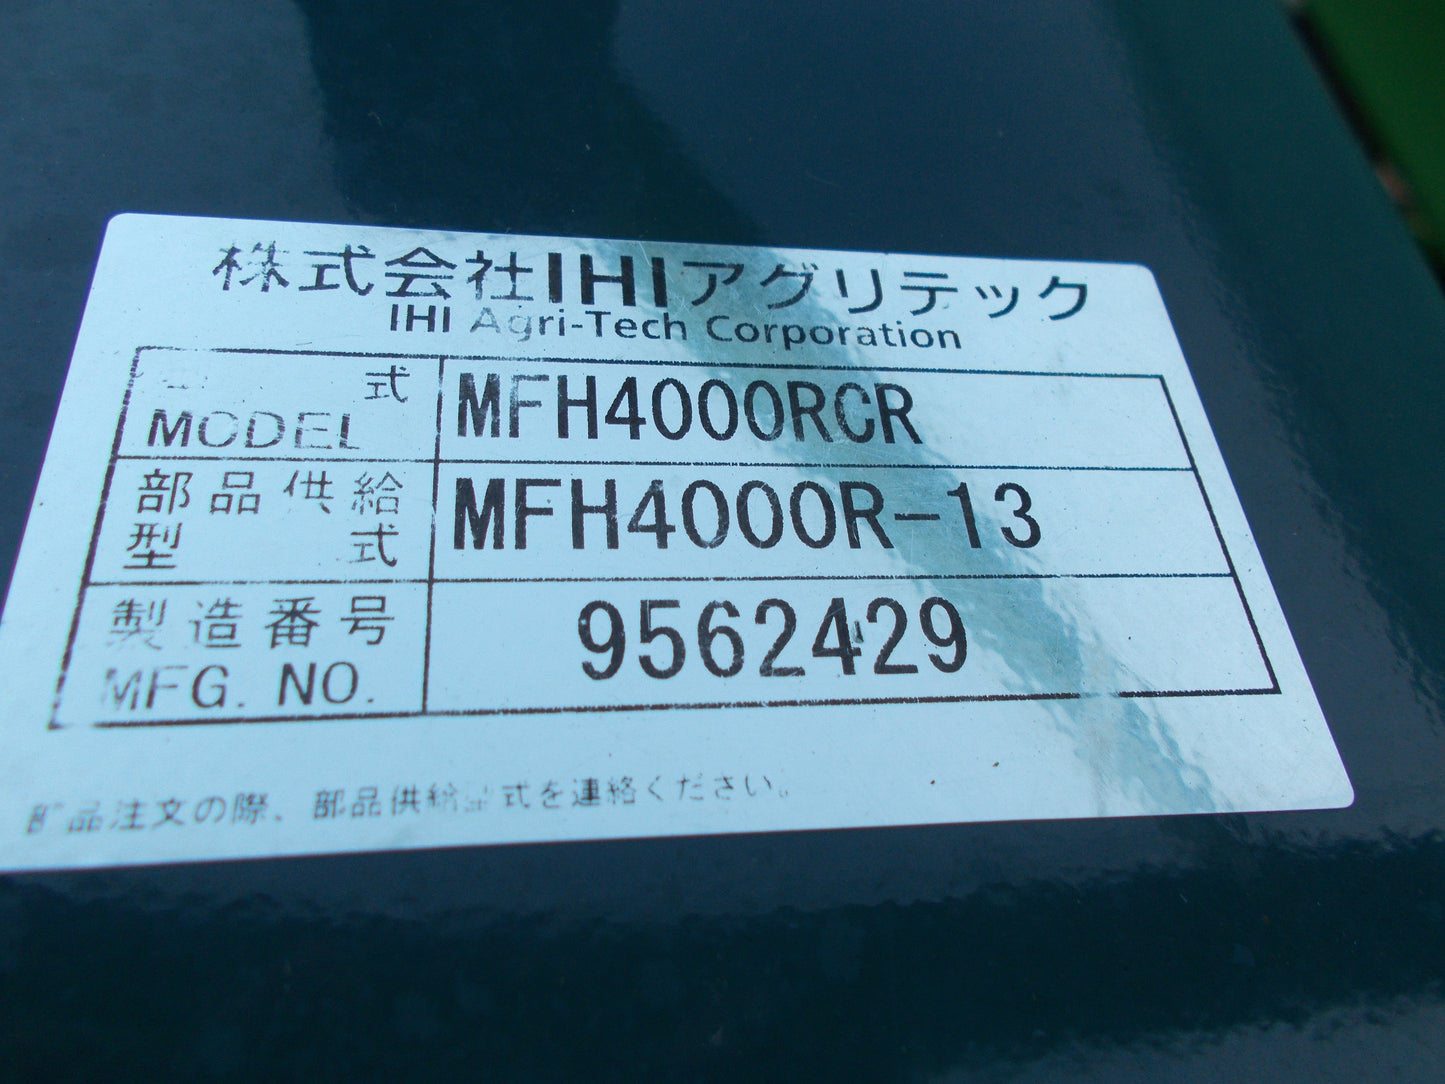 株式会社IHIアグリテック
IHI Agri-Tech Corporation
型 式 MFH4000RCR
MODEL
部品供給 MFH4000R-13
型 式
製造番号 9562429
MFG. NO.
部品注文の際、部品供給型式を連絡ください。